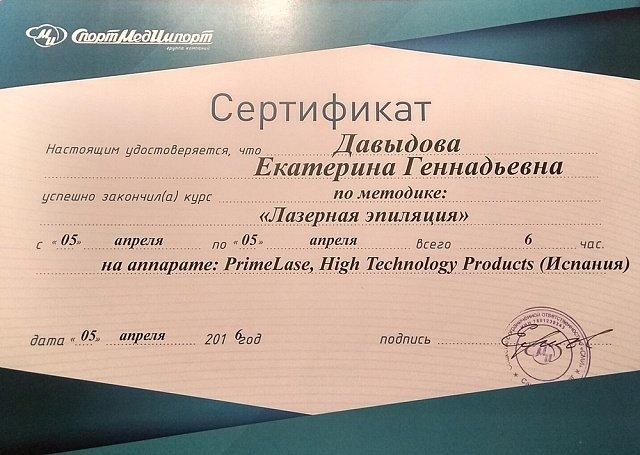 СпортМедИмпорт
группа компаний
Сертификат
Настоящим удостоверяется, что Давыдова
Екатерина Геннадьевна
успешно закончил(а) курс по методике:
«Лазерная эпиляция»
с «05» апреля по «05» апреля всего 6 час.
на аппарате: PrimeLase, High Technology Products (Испания)
дата «05» апреля 2016 год подпись